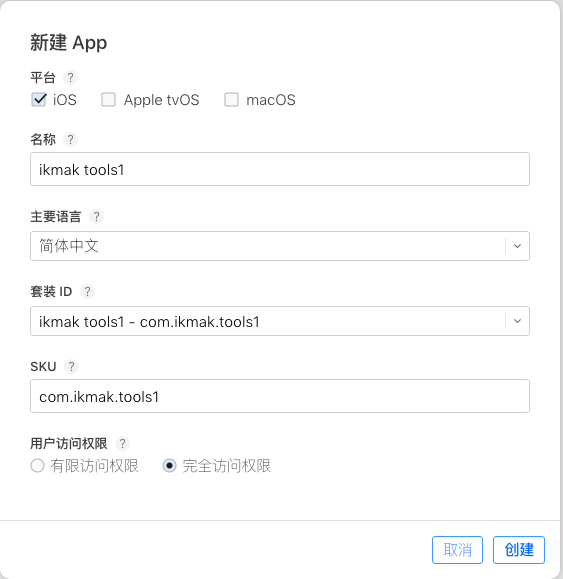 新建 App
平台 ?
iOS Apple tvOS macOS
名称 ?
ikmak tools1
主要语言 ?
简体中文
套装 ID ?
ikmak tools1 - com.ikmak.tools1
SKU ?
com.ikmak.tools1
用户访问权限 ?
有限访问权限 完全访问权限
取消 创建